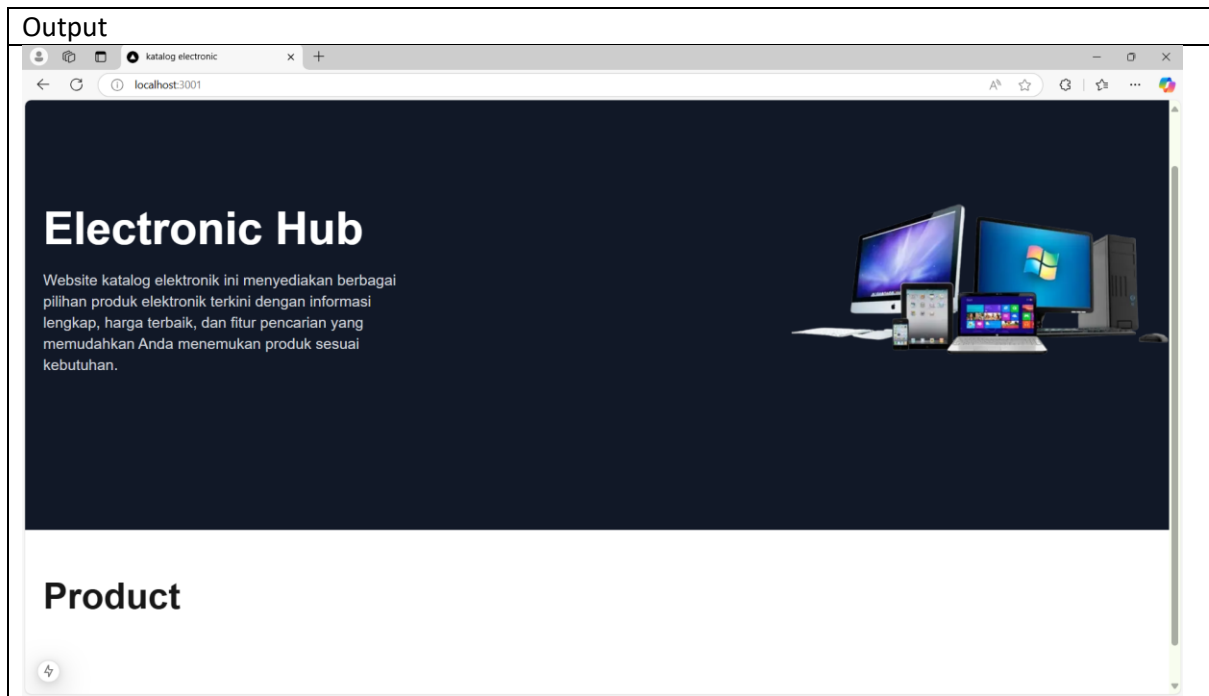 Output
katalog electronic
localhost:3001
Electronic Hub
Website katalog elektronik ini menyediakan berbagai
pilihan produk elektronik terkini dengan informasi
lengkap, harga terbaik, dan fitur pencarian yang
memudahkan Anda menemukan produk sesuai
kebutuhan.
Product